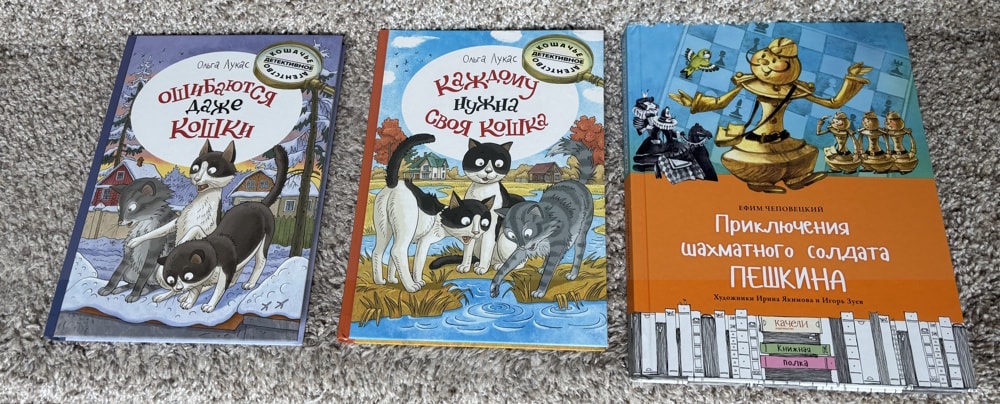 Ольга Лукас
КОШАЧЬЕ
ДЕТЕКТИВНОЕ
АГЕНТСТВО
ОШИБАЮТСЯ
ДАЖЕ
КОШКИ
Ольга Лукас
КОШАЧЬЕ
ДЕТЕКТИВНОЕ
АГЕНТСТВО
КАЖДОМУ
НУЖНА
СВОЯ КОШКА
ЕФИМ ЧЕПОВЕЦКИЙ
Приключения
шахматного солдата
ПЕШКИНА
Художники Ирина Якимова и Игорь Зуев
КАЧЕЛИ
КНИЖНАЯ
ПОЛКА